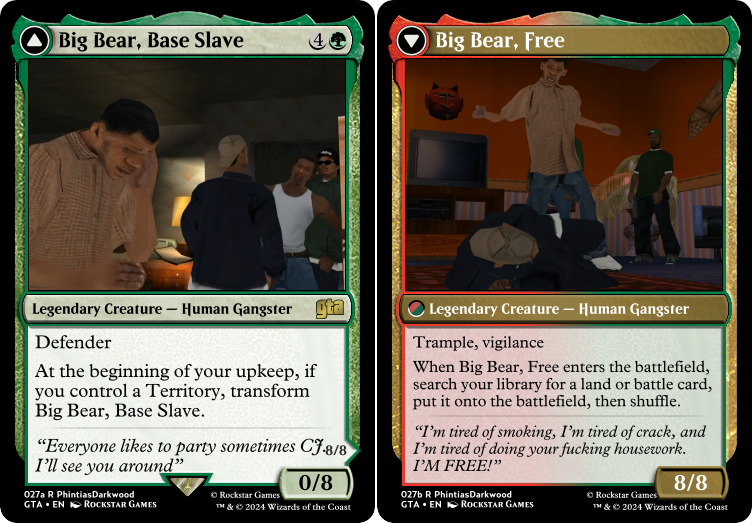 Big Bear, Base Slave 4
Legendary Creature — Human Gangster gta
Defender
At the beginning of your upkeep, if
you control a Territory, transform
Big Bear, Base Slave.
“Everyone likes to party sometimes CJ.
I'll see you around”
8/8
0/8
027a R PhintiasDarkwood
GTA • EN ROCKSTAR GAMES
© Rockstar Games
™ & © 2024 Wizards of the Coast
Big Bear, Free
Legendary Creature — Human Gangster
Trample, vigilance
When Big Bear, Free enters the battlefield,
search your library for a land or battle card,
put it onto the battlefield, then shuffle.
“I'm tired of smoking, I'm tired of crack, and
I'm tired of doing your fucking housework.
I'M FREE!”
8/8
027b R PhintiasDarkwood
GTA • EN ROCKSTAR GAMES
© Rockstar Games
™ & © 2024 Wizards of the Coast